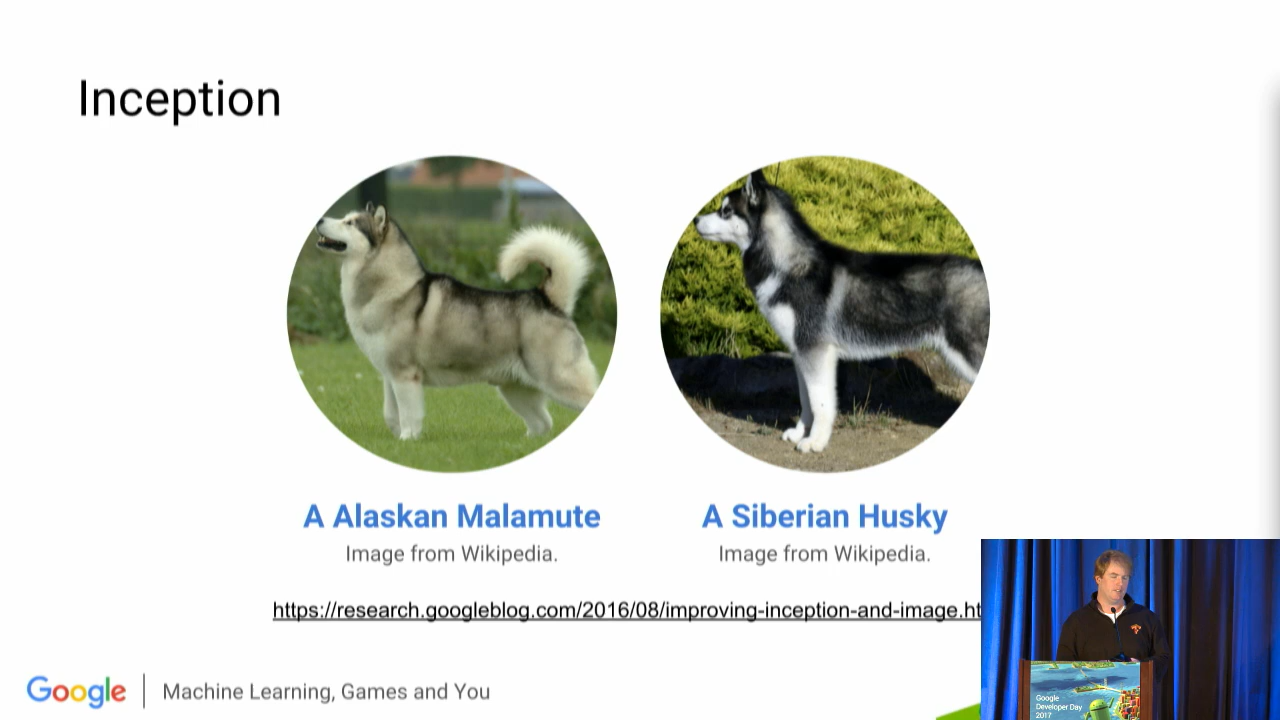 Inception
A Alaskan Malamute
A Siberian Husky
Image from Wikipedia.
Image from Wikipedia.
https://research.googleblog.com/2016/08/improving-inception-and-image.ht
Google
Machine Learning, Games and You
Google
Developer Day
2017